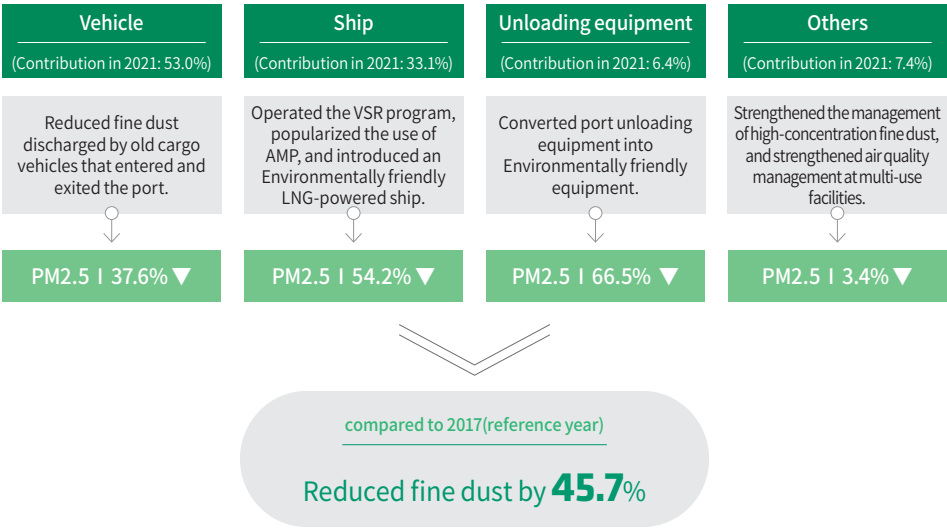 Vehicle
(Contribution in 2021: 53.0%)
Reduced fine dust
discharged by old cargo
vehicles that entered and
exited the port.
PM2.5 I 37.6% ▼
Ship
(Contribution in 2021: 33.1%)
Operated the VSR program,
popularized the use of
AMP, and introduced an
Environmentally friendly
LNG-powered ship.
PM2.5 I 54.2% ▼
Unloading equipment
(Contribution in 2021: 6.4%)
Converted port unloading
equipment into
Environmentally friendly
equipment.
PM2.5 I 66.5% ▼
Others
(Contribution in 2021: 7.4%)
Strengthened the management
of high-concentration fine dust,
and strengthened air quality
management at multi-use
facilities.
PM2.5 I 3.4% ▼
compared to 2017(reference year)
Reduced fine dust by 45.7%